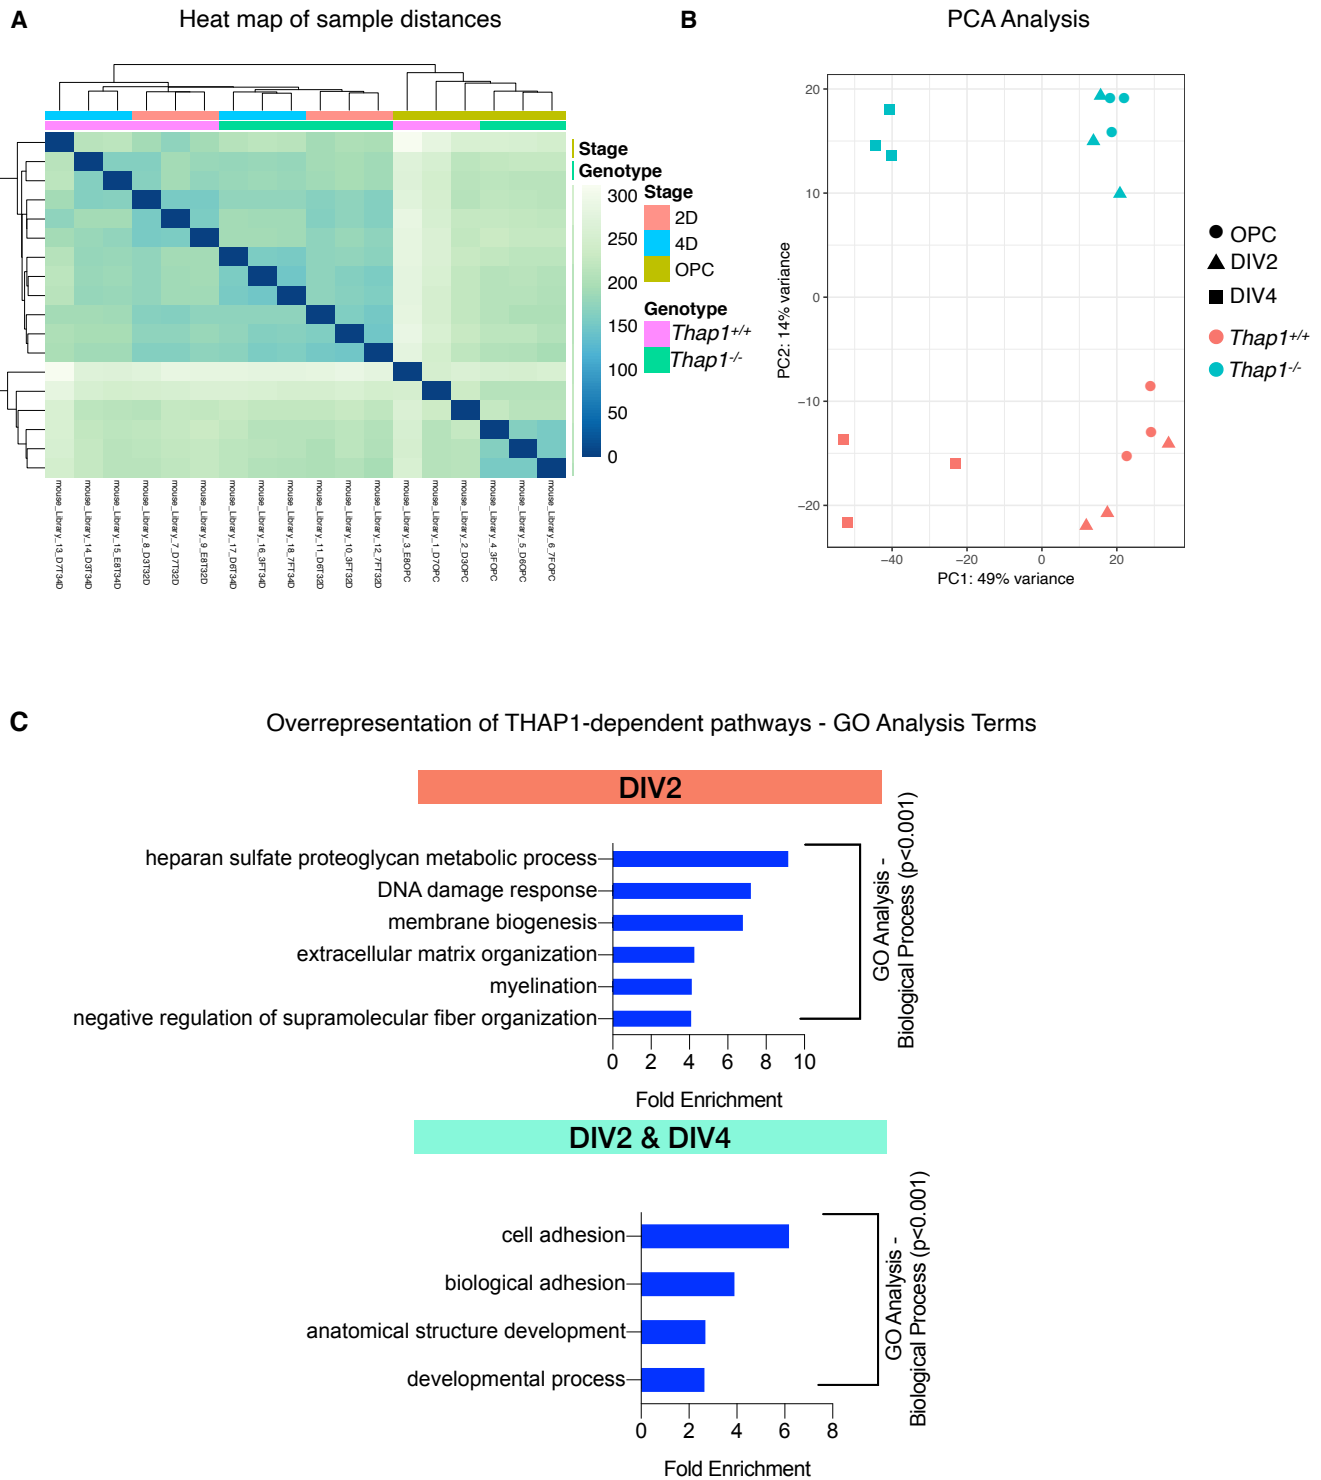 A
Heat map of sample distances
Stage
Genotype
300
250
200
150
100
50
0
Stage
2D
4D
OPC
Genotype
Thap1+/+
Thap1-/-
mouse_Library_13_D7T34D
mouse_Library_14_D3T34D
mouse_Library_15_E8T34D
mouse_Library_8_D3T32D
mouse_Library_7_D7T32D
mouse_Library_9_E8T32D
mouse_Library_17_D6T34D
mouse_Library_16_3FT34D
mouse_Library_18_7FT34D
mouse_Library_11_D6T32D
mouse_Library_10_3FT32D
mouse_Library_12_7FT32D
mouse_Library_3_E8OPC
mouse_Library_1_D7OPC
mouse_Library_2_D3OPC
mouse_Library_4_3FOPC
mouse_Library_5_D6OPC
mouse_Library_6_7FOPC
B
PCA Analysis
PC2: 14% variance
20
10
0
−10
−20
−40
−20
0
20
PC1: 49% variance
OPC
DIV2
DIV4
Thap1+/+
Thap1-/-
C
Overrepresentation of THAP1-dependent pathways - GO Analysis Terms
DIV2
heparan sulfate proteoglycan metabolic process
DNA damage response
membrane biogenesis
extracellular matrix organization
myelination
negative regulation of supramolecular fiber organization
0 2 4 6 8 10
Fold Enrichment
GO Analysis -
Biological Process (p<0.001)
DIV2 & DIV4
cell adhesion
biological adhesion
anatomical structure development
developmental process
0 2 4 6 8
Fold Enrichment
GO Analysis -
Biological Process (p<0.001)